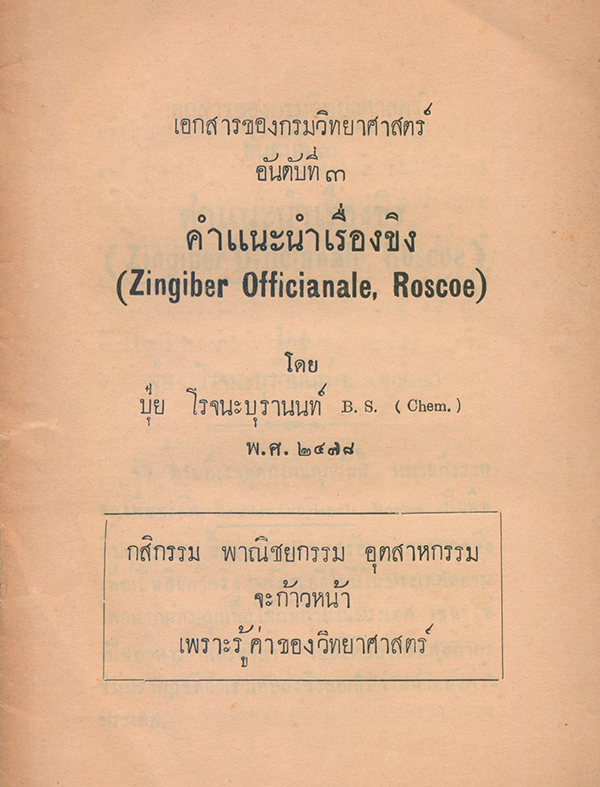 เอกสารของกรมวิทยาศาสตร์
อันดับที่ ๓
คำแนะนำเรื่องขิง
(Zingiber Officianale, Roscoe)
โดย
ปุ๋ย โรจนะบุรานนท์ B. S. (Chem.)
พ.ศ. ๒๔๗๘
กสิกรรม พาณิชยกรรม อุตสาหกรรม
จะก้าวหน้า
เพราะรู้ค่าของวิทยาศาสตร์